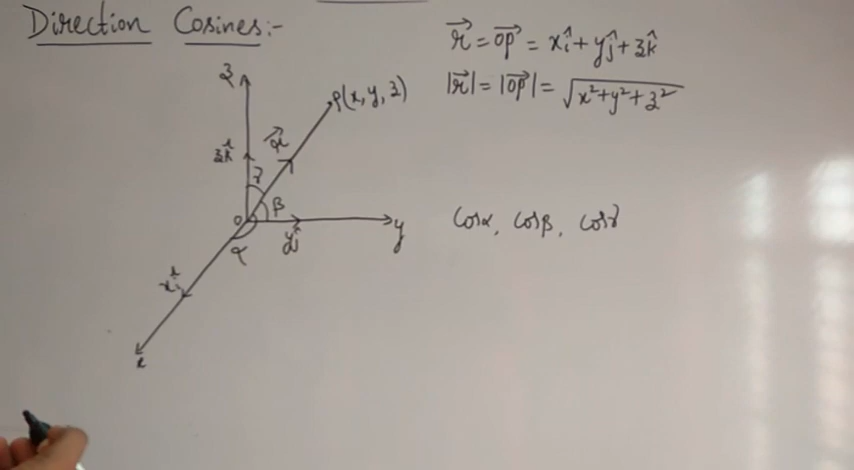 Direction Cosines:-
r⃗ = OP⃗ = xî + yĵ + zk̂
|r⃗| = |OP⃗| = √x²+y²+z²
z
P(x, y, z)
r⃗
zk̂
γ
β
O
y
yĵ
α
cosα, cosβ, cosγ
xî
x